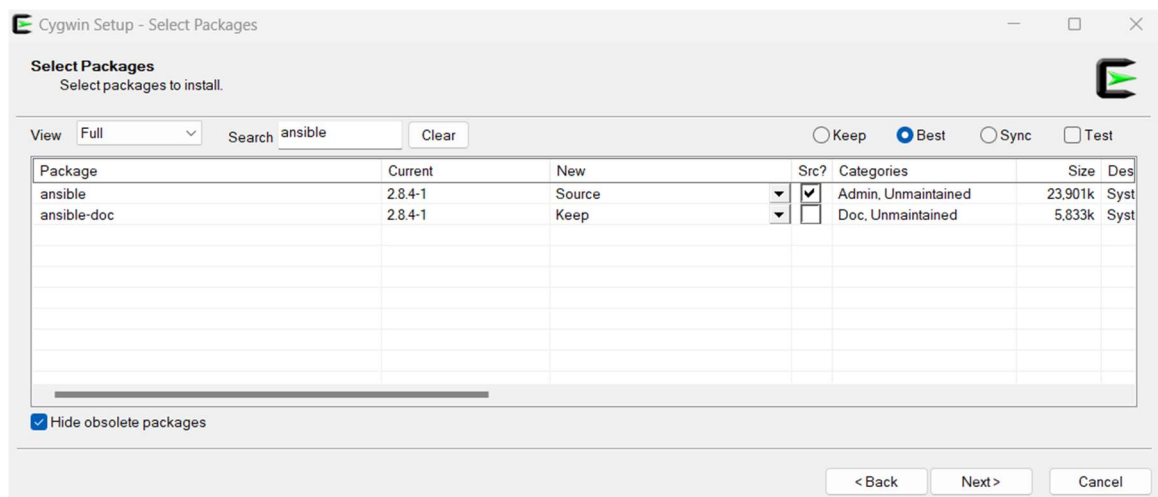 Cygwin Setup - Select Packages
Select Packages
Select packages to install.
View Full Search ansible Clear Keep Best Sync Test
Package Current New Src? Categories Size Des
ansible 2.8.4-1 Source Admin, Unmaintained 23,901k Syst
ansible-doc 2.8.4-1 Keep Doc, Unmaintained 5,833k Syst
Hide obsolete packages
< Back Next > Cancel